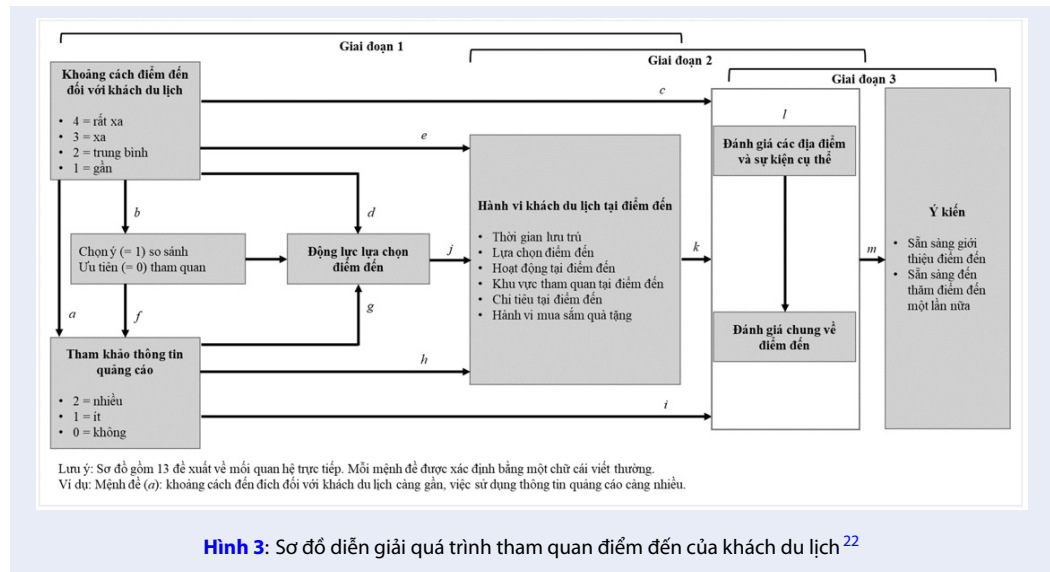 Giai đoạn 1
Giai đoạn 2
Giai đoạn 3
Khoảng cách điểm đến
đối với khách du lịch
• 4 = rất xa
• 3 = xa
• 2 = trung bình
• 1 = gần
c
e
b
d
a
f
g
j
h
i
k
l
m
Chọn ý (= 1) so sánh
Ưu tiên (= 0) tham quan
Động lực lựa chọn
điểm đến
Tham khảo thông tin
quảng cáo
• 2 = nhiều
• 1 = ít
• 0 = không
Hành vi khách du lịch tại điểm đến
• Thời gian lưu trú
• Lựa chọn điểm đến
• Hoạt động tại điểm đến
• Khu vực tham quan tại điểm đến
• Chi tiêu tại điểm đến
• Hành vi mua sắm quà tặng
Đánh giá các địa điểm
và sự kiện cụ thể
Đánh giá chung về
điểm đến
Ý kiến
• Sẵn sàng giới
thiệu điểm đến
• Sẵn sàng đến
thăm điểm đến
một lần nữa
Lưu ý: Sơ đồ gồm 13 đề xuất về mối quan hệ trực tiếp. Mỗi mệnh đề được xác định bằng một chữ cái viết thường.
Ví dụ: Mệnh đề (a): khoảng cách đến đích đối với khách du lịch càng gần, việc sử dụng thông tin quảng cáo càng nhiều.
Hình 3: Sơ đồ diễn giải quá trình tham quan điểm đến của khách du lịch 22